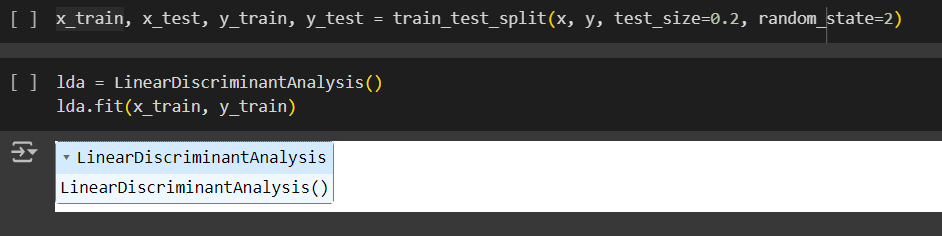 [ ] x_train, x_test, y_train, y_test = train_test_split(x, y, test_size=0.2, random_state=2)
[ ] lda = LinearDiscriminantAnalysis()
lda.fit(x_train, y_train)
LinearDiscriminantAnalysis
LinearDiscriminantAnalysis()